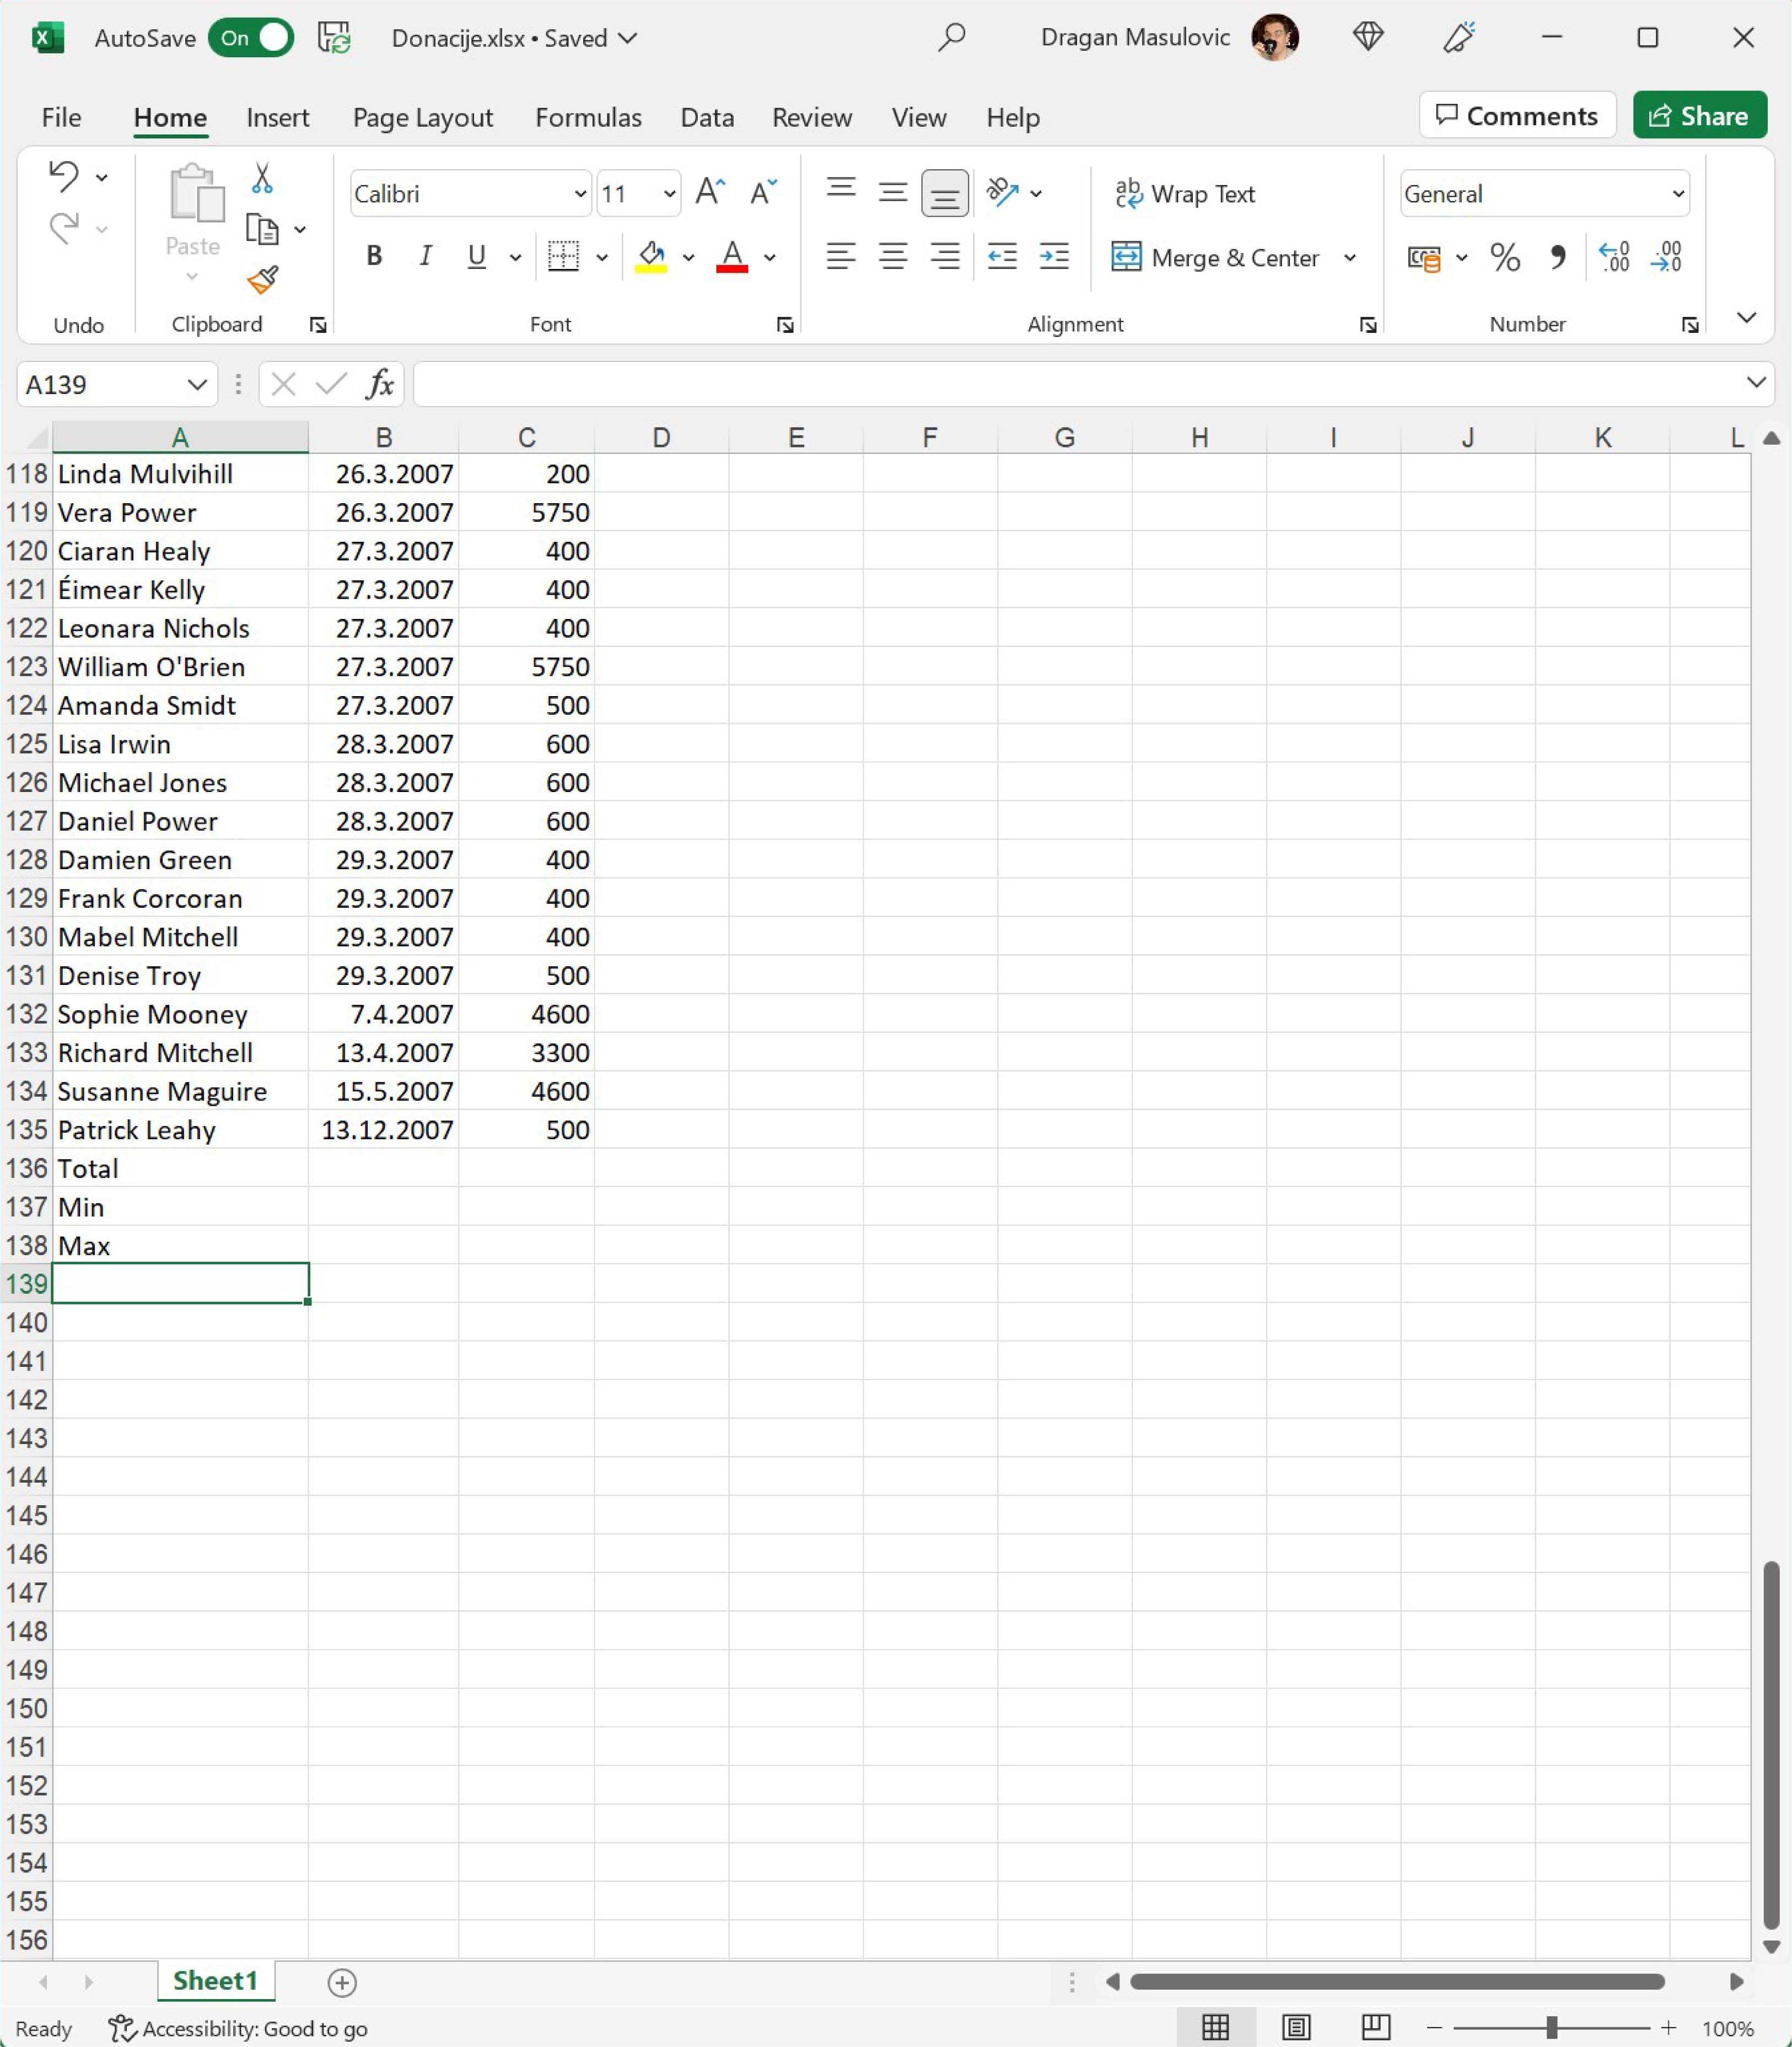 AutoSave On Donacije.xlsx • Saved Dragan Masulovic
File Home Insert Page Layout Formulas Data Review View Help Comments Share
Calibri 11 Wrap Text General
Paste B I U A Merge & Center % 
Undo Clipboard Font Alignment Number
A139 fx
A B C D E F G H I J K L
118 Linda Mulvihill 26.3.2007 200
119 Vera Power 26.3.2007 5750
120 Ciaran Healy 27.3.2007 400
121 Éimear Kelly 27.3.2007 400
122 Leonara Nichols 27.3.2007 400
123 William O'Brien 27.3.2007 5750
124 Amanda Smidt 27.3.2007 500
125 Lisa Irwin 28.3.2007 600
126 Michael Jones 28.3.2007 600
127 Daniel Power 28.3.2007 600
128 Damien Green 29.3.2007 400
129 Frank Corcoran 29.3.2007 400
130 Mabel Mitchell 29.3.2007 400
131 Denise Troy 29.3.2007 500
132 Sophie Mooney 7.4.2007 4600
133 Richard Mitchell 13.4.2007 3300
134 Susanne Maguire 15.5.2007 4600
135 Patrick Leahy 13.12.2007 500
136 Total
137 Min
138 Max
139
140
141
142
143
144
145
146
147
148
149
150
151
152
153
154
155
156
Sheet1
Ready Accessibility: Good to go 100%